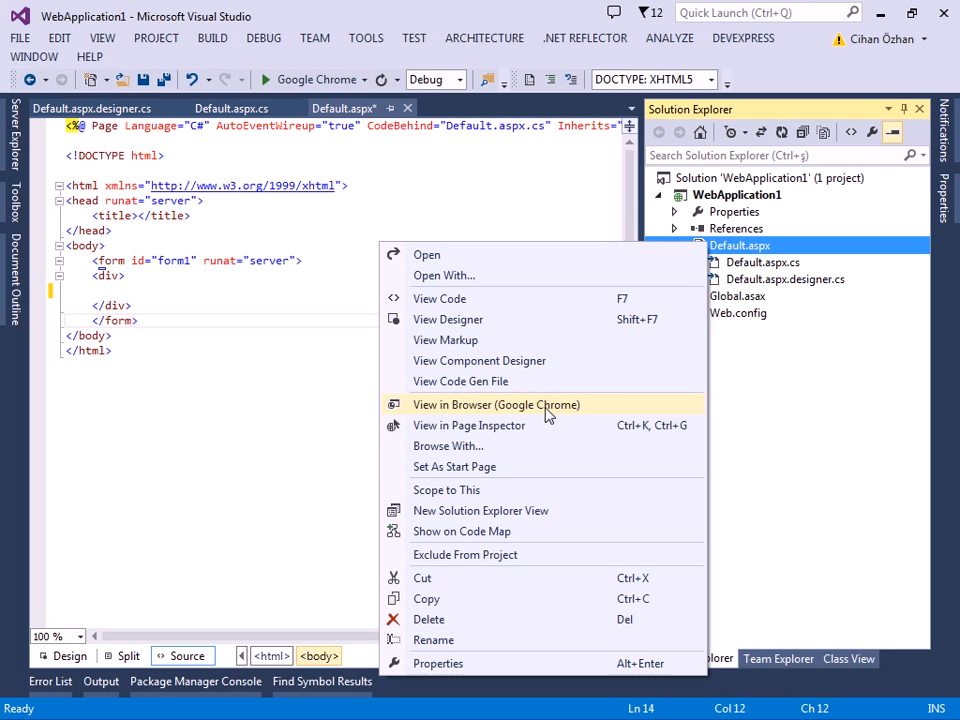 WebApplication1 - Microsoft Visual Studio
12
Quick Launch (Ctrl+Q)
FILE EDIT VIEW PROJECT BUILD DEBUG TEAM TOOLS TEST ARCHITECTURE .NET REFLECTOR ANALYZE DEVEXPRESS
Cihan Özhan
WINDOW HELP
Google Chrome
Debug
DOCTYPE: XHTML5
Server Explorer
Toolbox
Document Outline
Default.aspx.designer.cs
Default.aspx.cs
Default.aspx*
<%@ Page Language="C#" AutoEventWireup="true" CodeBehind="Default.aspx.cs" Inherits="
<!DOCTYPE html>
<html xmlns="http://www.w3.org/1999/xhtml">
<head runat="server">
<title></title>
</head>
<body>
<form id="form1" runat="server">
<div>
</div>
</form>
</body>
</html>
Open
Open With...
View Code F7
View Designer Shift+F7
View Markup
View Component Designer
View Code Gen File
View in Browser (Google Chrome)
View in Page Inspector Ctrl+K, Ctrl+G
Browse With...
Set As Start Page
Scope to This
New Solution Explorer View
Show on Code Map
Exclude From Project
Cut Ctrl+X
Copy Ctrl+C
Delete Del
Rename
Properties Alt+Enter
Solution Explorer
Search Solution Explorer (Ctrl+ş)
Solution 'WebApplication1' (1 project)
WebApplication1
Properties
References
Default.aspx
Default.aspx.cs
Default.aspx.designer.cs
Global.asax
Web.config
Notifications
Properties
100 %
Design
Split
Source
<html>
<body>
Team Explorer
Class View
Error List
Output
Package Manager Console
Find Symbol Results
Ready
Ln 14
Col 12
Ch 12
INS